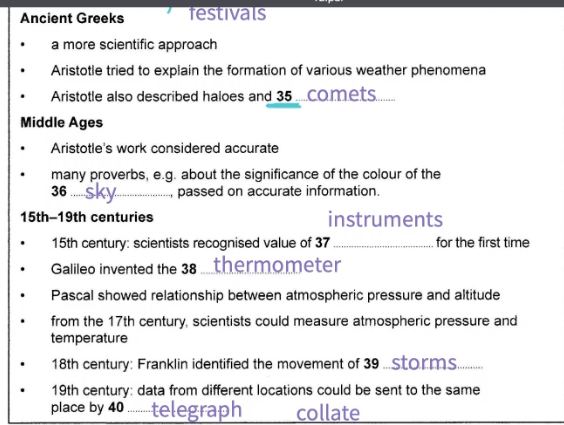 festivals
Ancient Greeks
• a more scientific approach
• Aristotle tried to explain the formation of various weather phenomena
• Aristotle also described haloes and 35 ...comets........
Middle Ages
• Aristotle's work considered accurate
• many proverbs, e.g. about the significance of the colour of the
36 .....sky..................., passed on accurate information.
15th–19th centuries
instruments
• 15th century: scientists recognised value of 37 ............................... for the first time
• Galileo invented the 38 ....thermometer
• Pascal showed relationship between atmospheric pressure and altitude
• from the 17th century, scientists could measure atmospheric pressure and
temperature
• 18th century: Franklin identified the movement of 39 ...storms........
• 19th century: data from different locations could be sent to the same
place by 40 ........telegraph collate